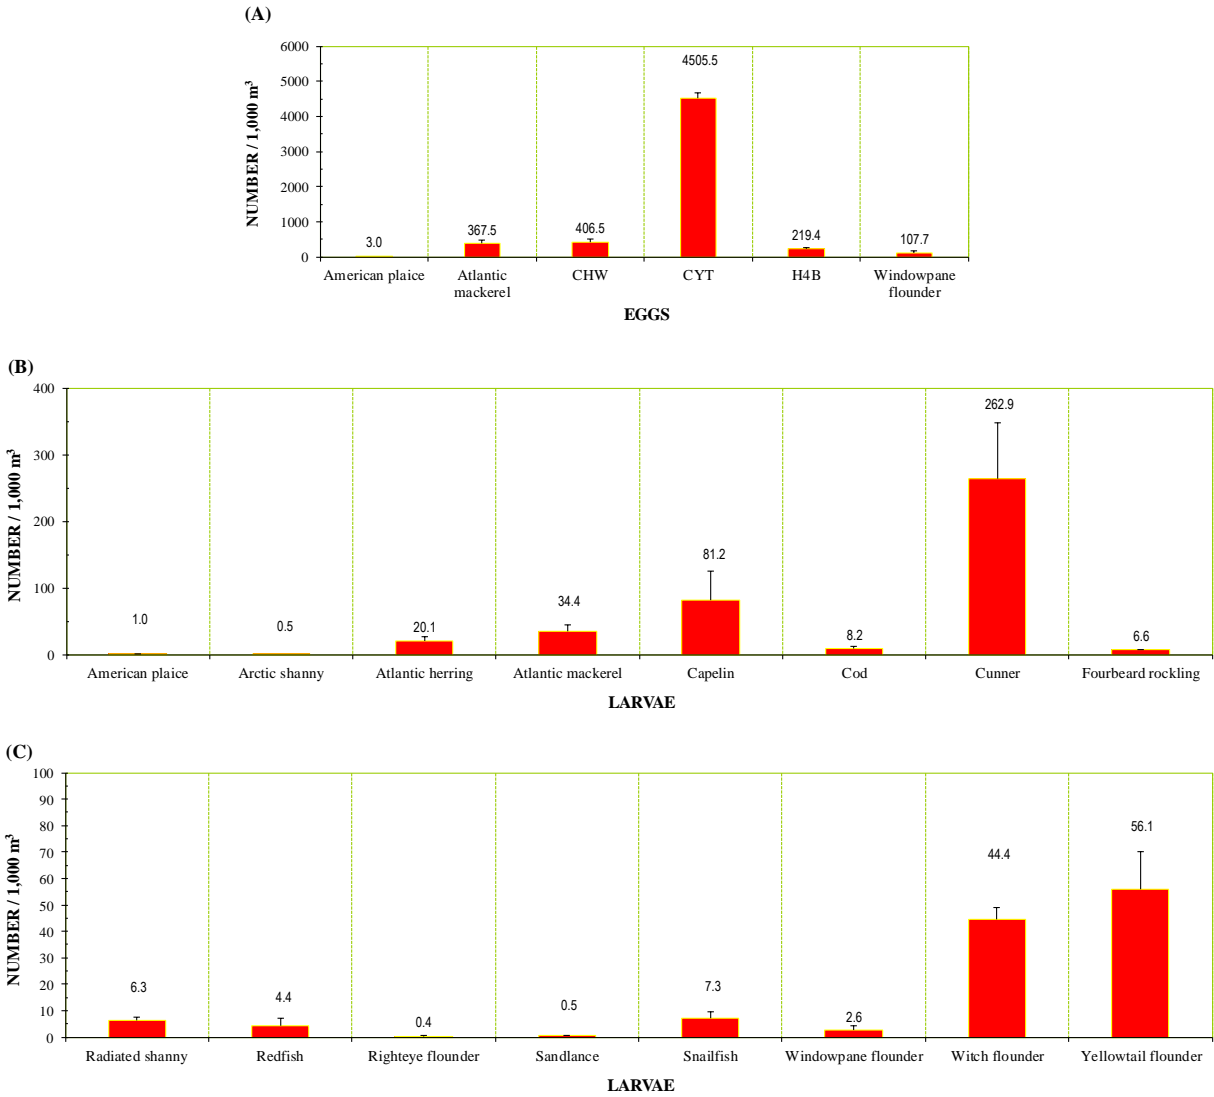 (A)
6000
5000
4000
3000
2000
1000
0
NUMBER / 1,000 m³
3.0
367.5
406.5
4505.5
219.4
107.7
American plaice
Atlantic
mackerel
CHW
CYT
H4B
Windowpane
flounder
EGGS
(B)
400
300
200
100
0
NUMBER / 1,000 m³
1.0
0.5
20.1
34.4
81.2
8.2
262.9
6.6
American plaice
Arctic shanny
Atlantic herring
Atlantic mackerel
Capelin
Cod
Cunner
Fourbeard rockling
LARVAE
(C)
100
90
80
70
60
50
40
30
20
10
0
NUMBER / 1,000 m³
6.3
4.4
0.4
0.5
7.3
2.6
44.4
56.1
Radiated shanny
Redfish
Righteye flounder
Sandlance
Snailfish
Windowpane flounder
Witch flounder
Yellowtail flounder
LARVAE